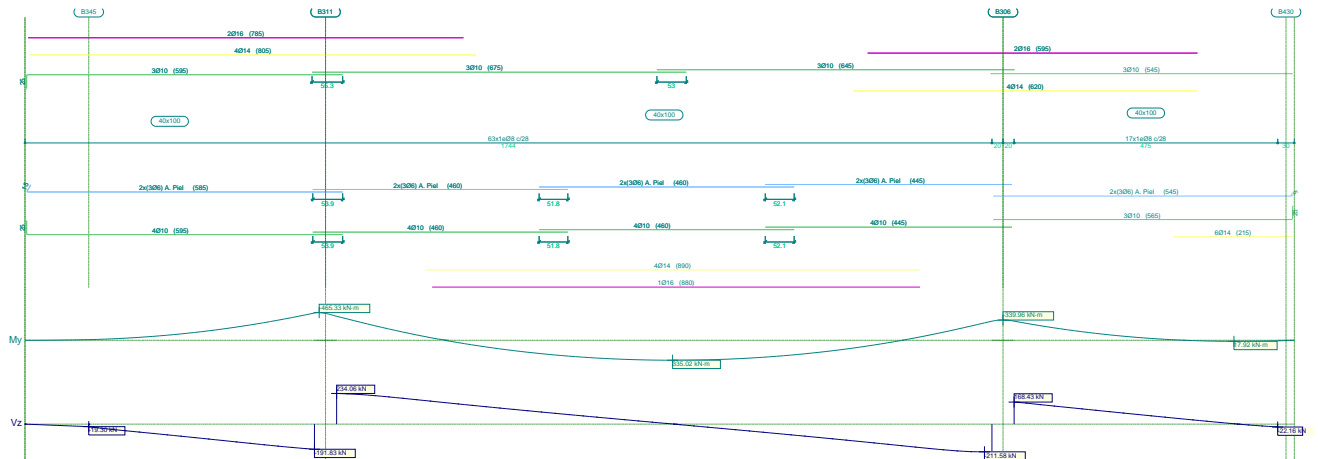 B345 B311 B306 B430
2Ø16 (785)
4Ø14 (805)
2Ø16 (595)
3Ø10 (595) 3Ø10 (675) 3Ø10 (645) 3Ø10 (545)
25 53 4Ø14 (620)
40x100 40x100 40x100
63x1eØ8 c/28 17x1eØ8 c/28
1744 20 20 475 30
2x(3Ø6) A. Piel (585) 2x(3Ø6) A. Piel (460) 2x(3Ø6) A. Piel (460) 2x(3Ø6) A. Piel (445) 2x(3Ø6) A. Piel (545)
53.9 51.8 52.1
25 4Ø10 (595) 4Ø10 (460) 4Ø10 (460) 4Ø10 (445) 3Ø10 (565)
53.9 51.8 52.1 6Ø14 (215)
4Ø14 (890)
1Ø16 (880)
-465.33 kN·m -339.96 kN·m
My
335.02 kN·m 17.92 kN·m
234.06 kN 168.43 kN
Vz
-19.30 kN -191.83 kN -211.58 kN -22.16 kN